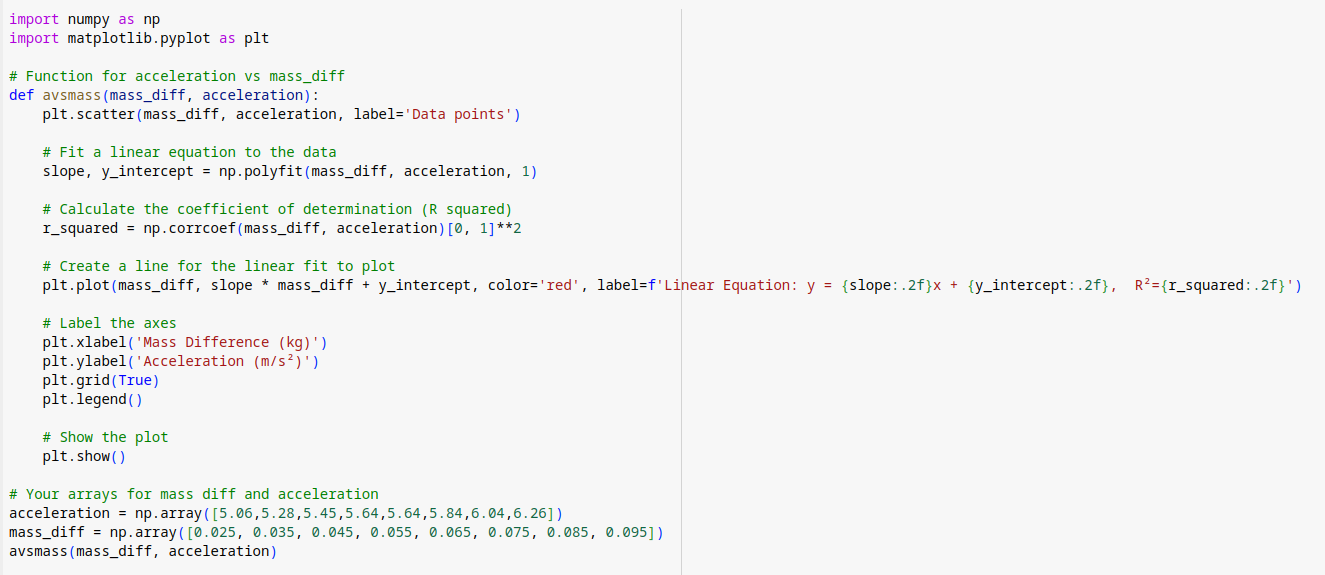 import numpy as np
import matplotlib.pyplot as plt
# Function for acceleration vs mass_diff
def avsmass(mass_diff, acceleration):
    plt.scatter(mass_diff, acceleration, label='Data points')
    # Fit a linear equation to the data
    slope, y_intercept = np.polyfit(mass_diff, acceleration, 1)
    # Calculate the coefficient of determination (R squared)
    r_squared = np.corrcoef(mass_diff, acceleration)[0, 1]**2
    # Create a line for the linear fit to plot
    plt.plot(mass_diff, slope * mass_diff + y_intercept, color='red', label=f'Linear Equation: y = {slope:.2f}x + {y_intercept:.2f},  R²={r_squared:.2f}')
    # Label the axes
    plt.xlabel('Mass Difference (kg)')
    plt.ylabel('Acceleration (m/s²)')
    plt.grid(True)
    plt.legend()
    # Show the plot
    plt.show()
# Your arrays for mass diff and acceleration
acceleration = np.array([5.06,5.28,5.45,5.64,5.64,5.84,6.04,6.26])
mass_diff = np.array([0.025, 0.035, 0.045, 0.055, 0.065, 0.075, 0.085, 0.095])
avsmass(mass_diff, acceleration)